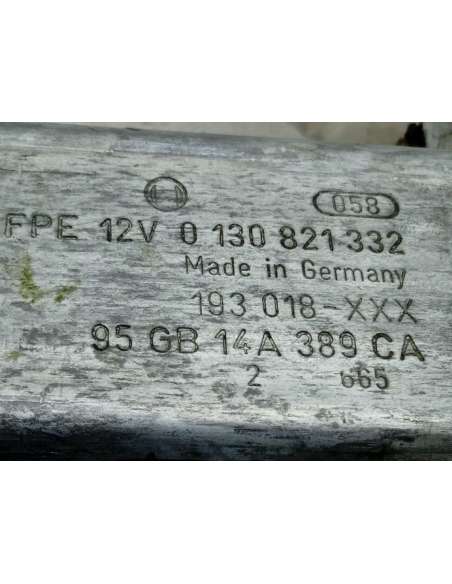 058
FPE 12V 0 130 821 332
Made in Germany
193 018-XXX
95 GB 14A 389 CA
2 665